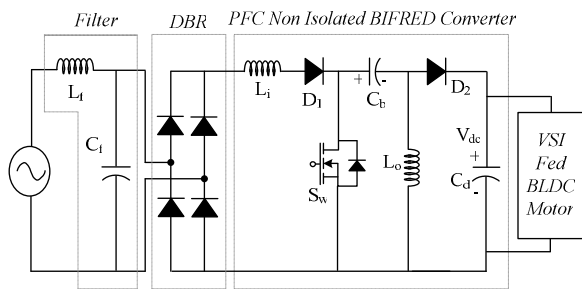 Filter
DBR
PFC Non Isolated BIFRED Converter
Lf
Cf
Li
D1
+
Cb
-
D2
Sw
Lo
Vdc
+
Cd
-
VSI
Fed
BLDC
Motor